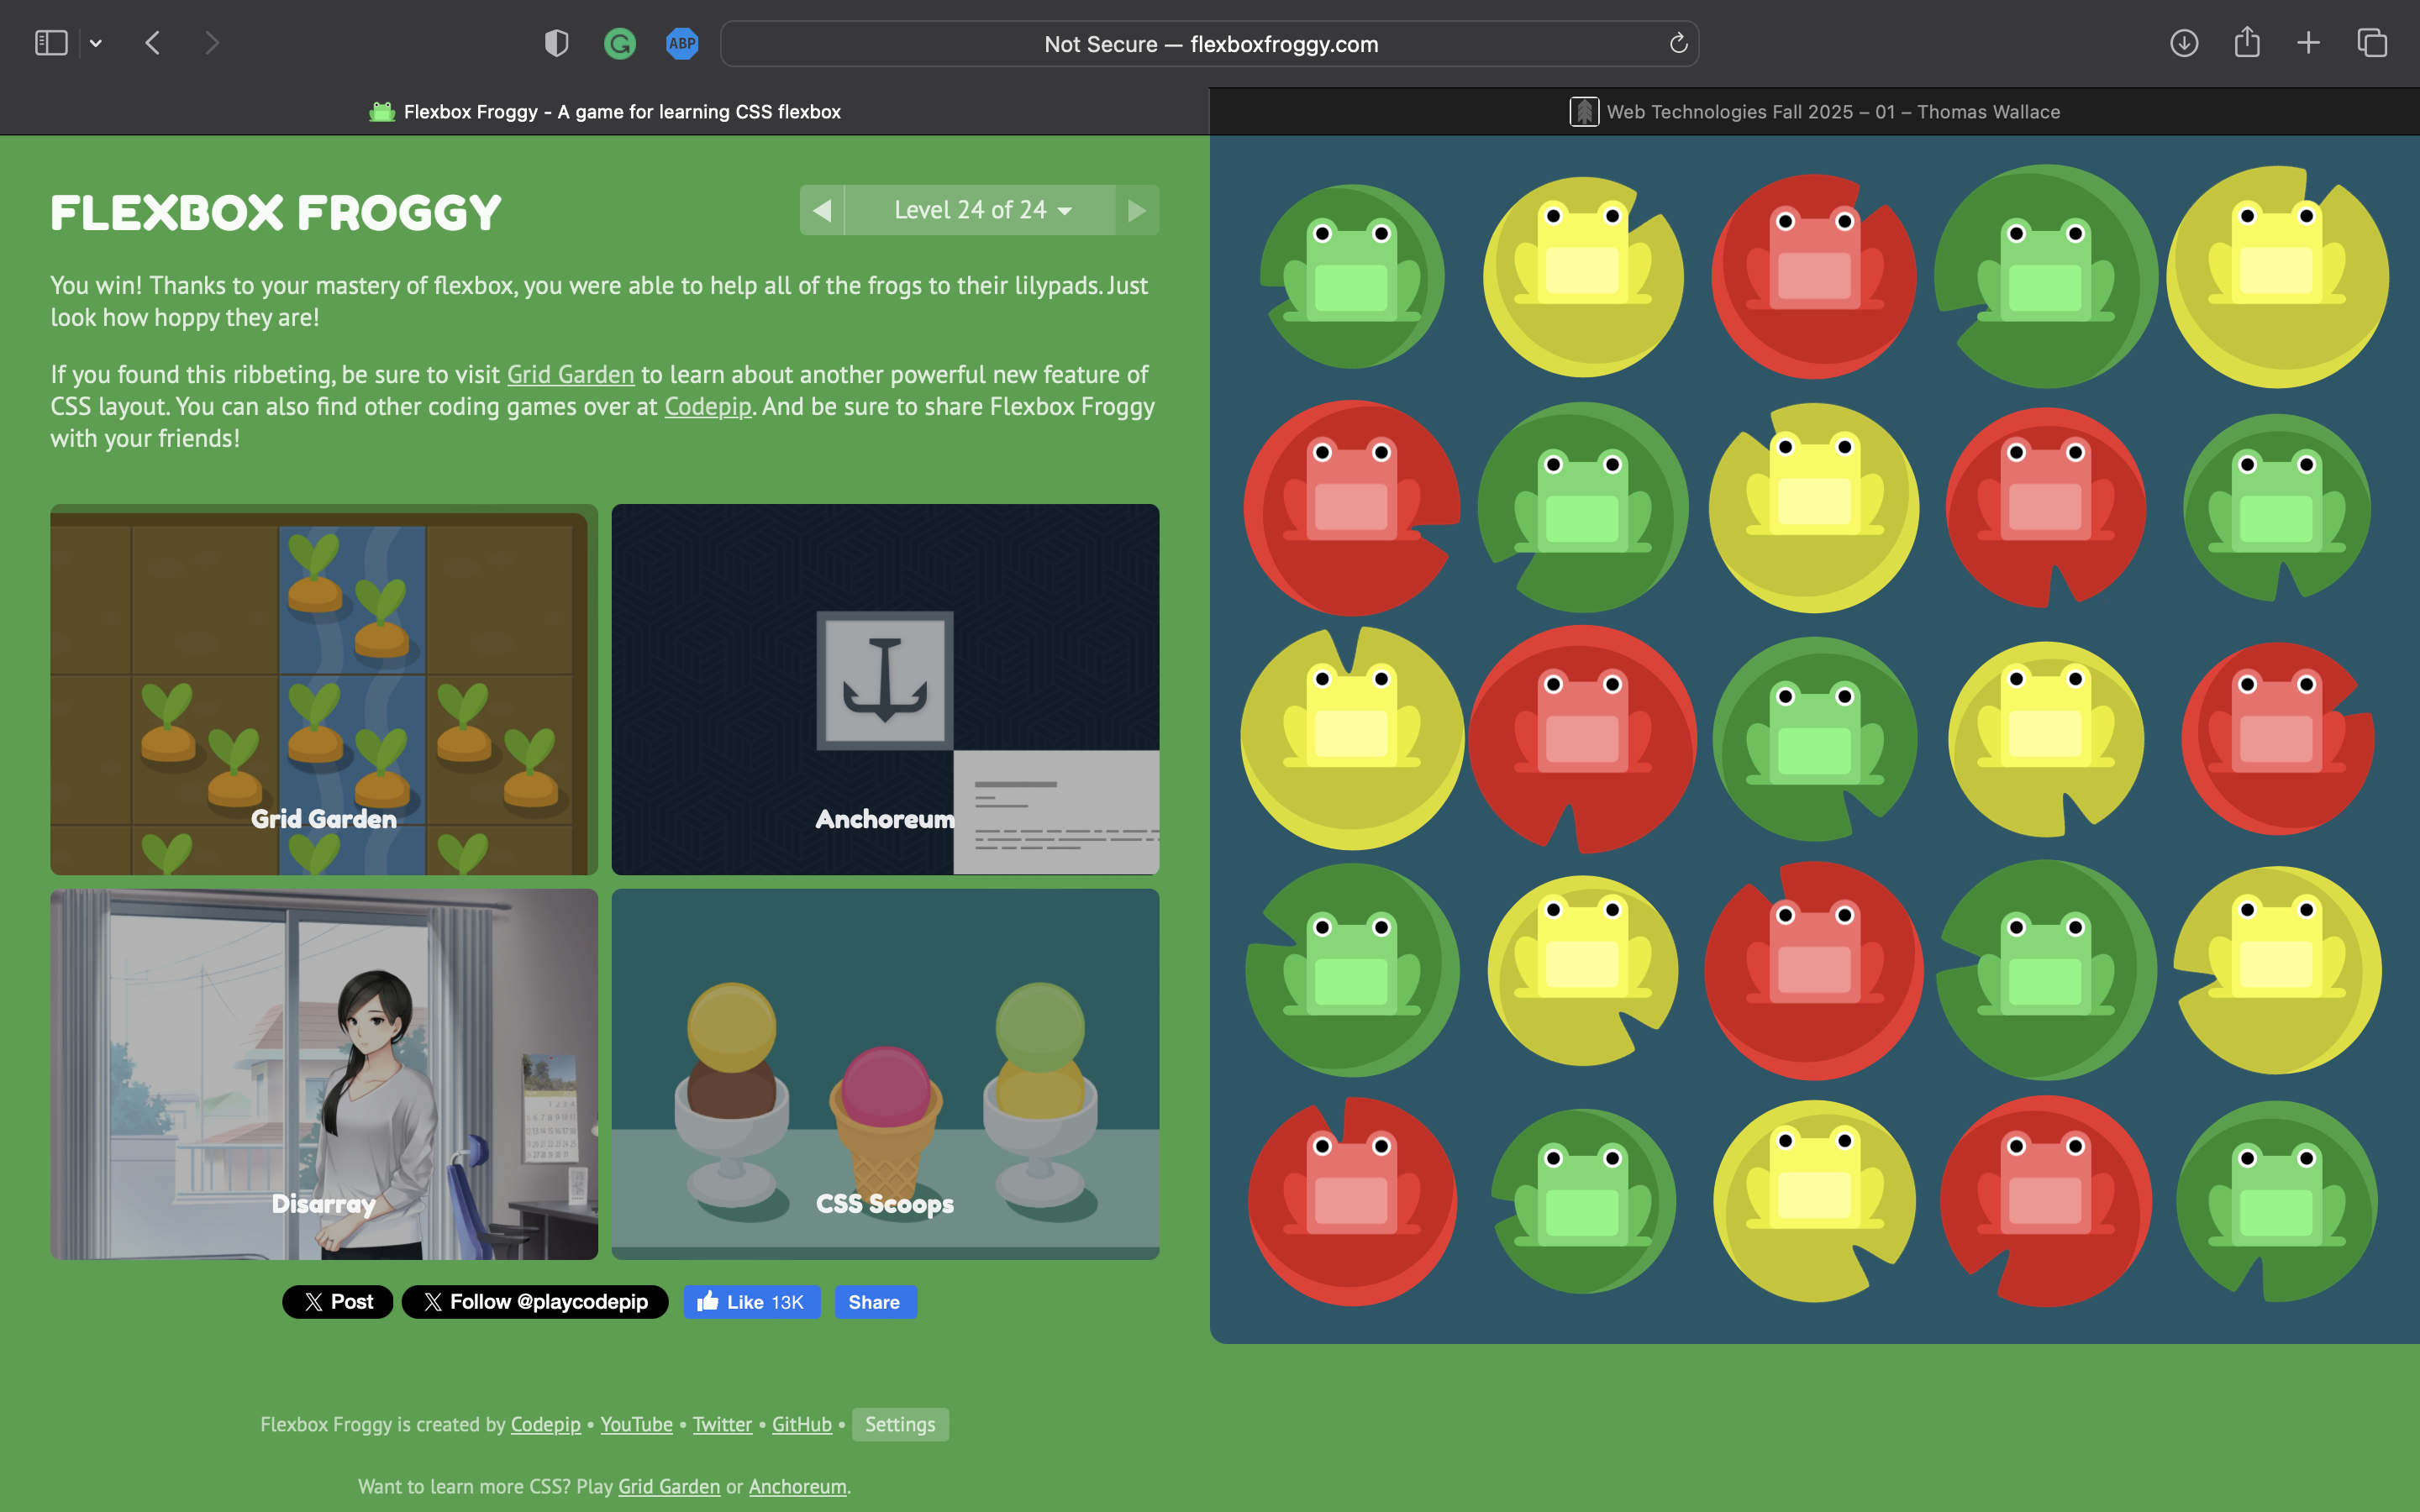 ABP
Not Secure — flexboxfroggy.com
Flexbox Froggy - A game for learning CSS flexbox
Web Technologies Fall 2025 – 01 – Thomas Wallace
FLEXBOX FROGGY
Level 24 of 24
You win! Thanks to your mastery of flexbox, you were able to help all of the frogs to their lilypads. Just
look how hoppy they are!
If you found this ribbeting, be sure to visit Grid Garden to learn about another powerful new feature of
CSS layout. You can also find other coding games over at Codepip. And be sure to share Flexbox Froggy
with your friends!
Grid Garden
Anchoreum
Disarray
CSS Scoops
X Post
X Follow @playcodepip
Like 13K
Share
Flexbox Froggy is created by Codepip • YouTube • Twitter • GitHub • Settings
Want to learn more CSS? Play Grid Garden or Anchoreum.